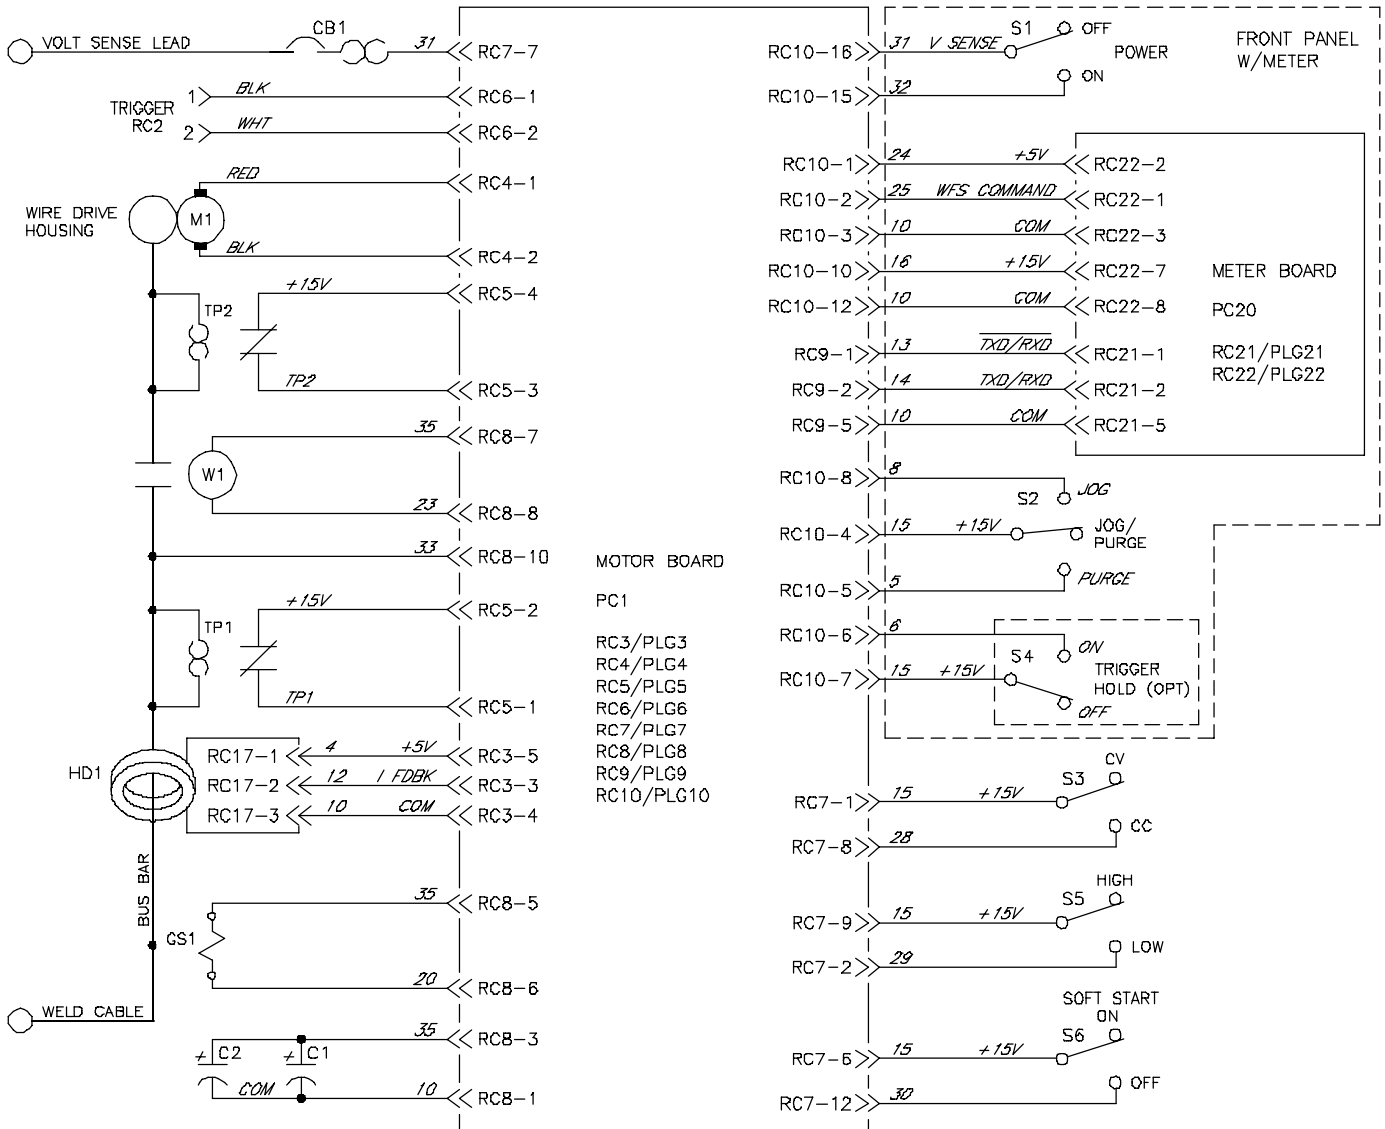 VOLT SENSE LEAD
CB1
31
RC7-7
TRIGGER
RC2
1
BLK
RC6-1
2
WHT
RC6-2
RED
RC4-1
WIRE DRIVE
HOUSING
M1
BLK
RC4-2
+15V
RC5-4
TP2
TP2
RC5-3
35
RC8-7
W1
23
RC8-8
33
RC8-10
+15V
RC5-2
TP1
TP1
RC5-1
HD1
RC17-1
4
+5V
RC3-5
RC17-2
12
I FDBK
RC3-3
RC17-3
10
COM
RC3-4
BUS BAR
35
RC8-5
GS1
20
RC8-6
WELD CABLE
35
RC8-3
+
C2
+
C1
COM
10
RC8-1
MOTOR BOARD
PC1
RC3/PLG3
RC4/PLG4
RC5/PLG5
RC6/PLG6
RC7/PLG7
RC8/PLG8
RC9/PLG9
RC10/PLG10
RC10-16
31
V SENSE
S1
OFF
POWER
ON
FRONT PANEL
W/METER
RC10-15
32
RC10-1
24
+5V
RC22-2
RC10-2
25
WFS COMMAND
RC22-1
RC10-3
10
COM
RC22-3
RC10-10
16
+15V
RC22-7
RC10-12
10
COM
RC22-8
RC9-1
13
TXD/RXD
RC21-1
RC9-2
14
TXD/RXD
RC21-2
RC9-5
10
COM
RC21-5
METER BOARD
PC20
RC21/PLG21
RC22/PLG22
RC10-8
8
S2
JOG
RC10-4
15
+15V
JOG/
PURGE
RC10-5
5
PURGE
RC10-6
6
S4
ON
RC10-7
15
+15V
TRIGGER
HOLD (OPT)
OFF
CV
RC7-1
15
+15V
S3
CC
RC7-8
28
HIGH
RC7-9
15
+15V
S5
LOW
RC7-2
29
SOFT START
ON
RC7-6
15
+15V
S6
OFF
RC7-12
30